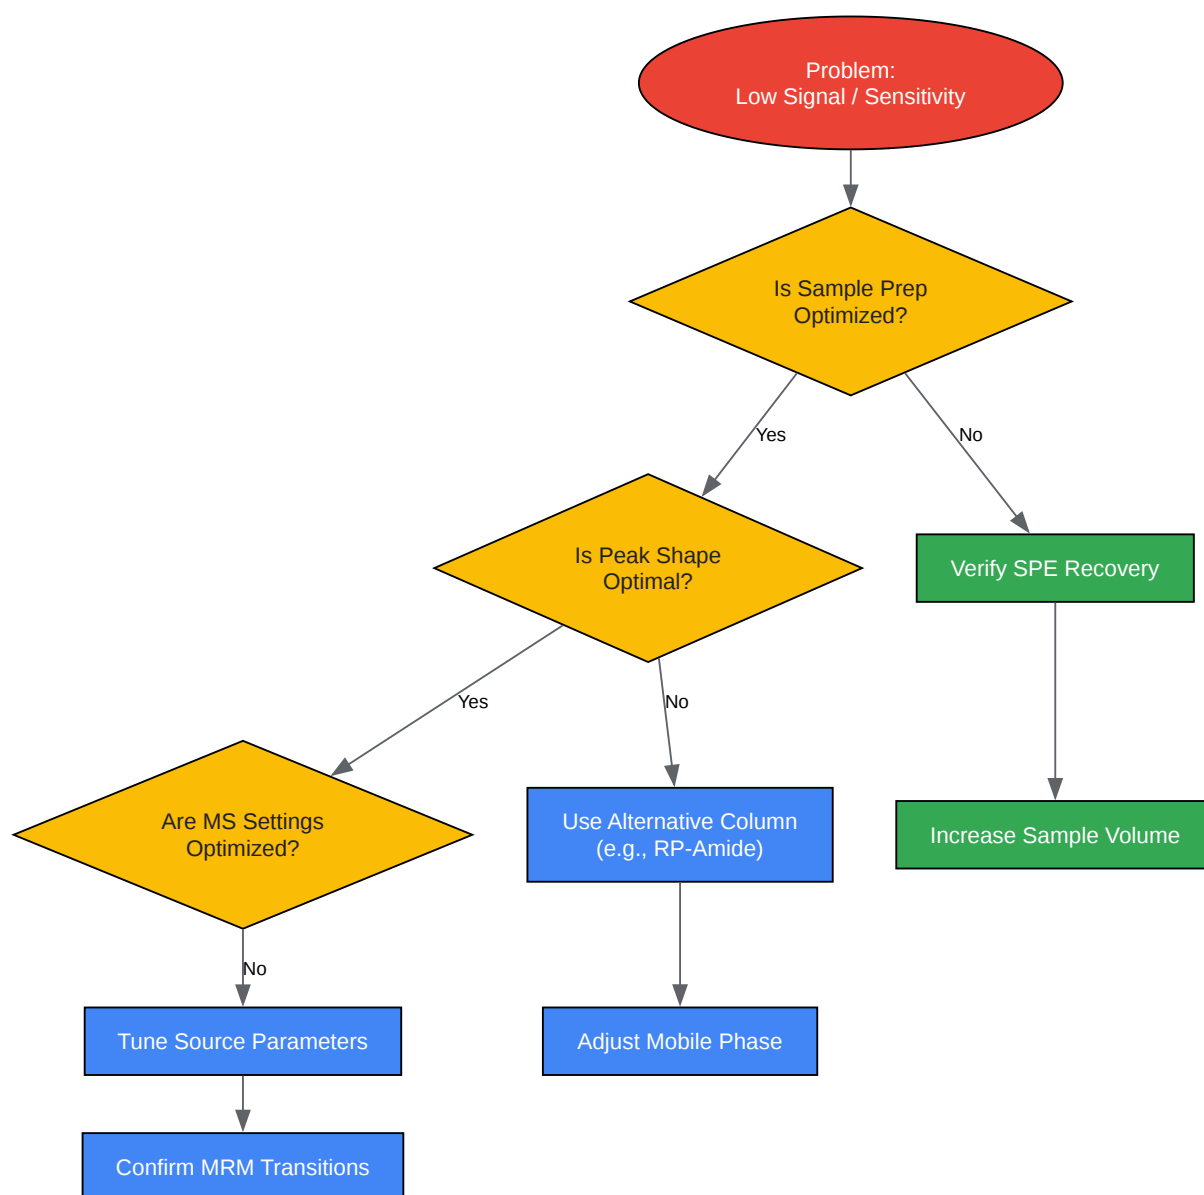 Problem:
Low Signal / Sensitivity
Is Sample Prep
Optimized?
Yes
No
Is Peak Shape
Optimal?
Verify SPE Recovery
Yes
No
Are MS Settings
Optimized?
Use Alternative Column
(e.g., RP-Amide)
Increase Sample Volume
No
Tune Source Parameters
Adjust Mobile Phase
Confirm MRM Transitions